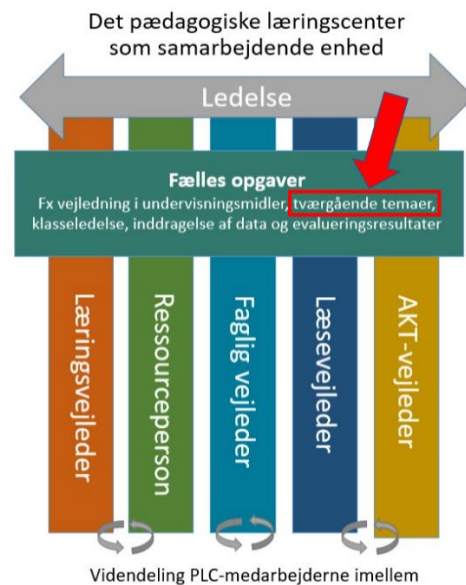 Det pædagogiske læringscenter
som samarbejdende enhed
Ledelse
Fælles opgaver
Fx vejledning i undervisningsmidler, tværgående temaer,
klasseledelse, inddragelse af data og evalueringsresultater
Læringsvejleder
Ressourceperson
Faglig vejleder
Læsevejleder
AKT-vejleder
Videndeling PLC-medarbejderne imellem